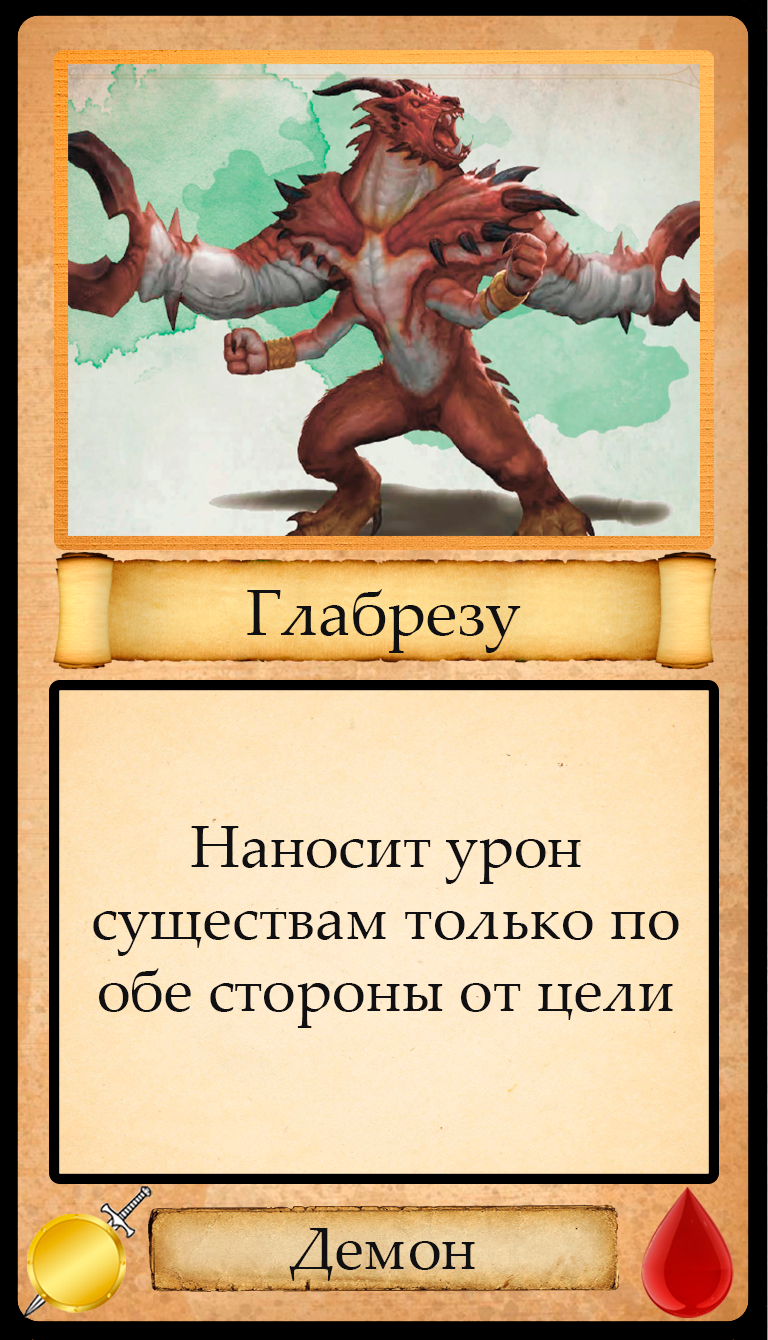 Глабрезу
Наносит урон
существам только по
обе стороны от цели
Демон